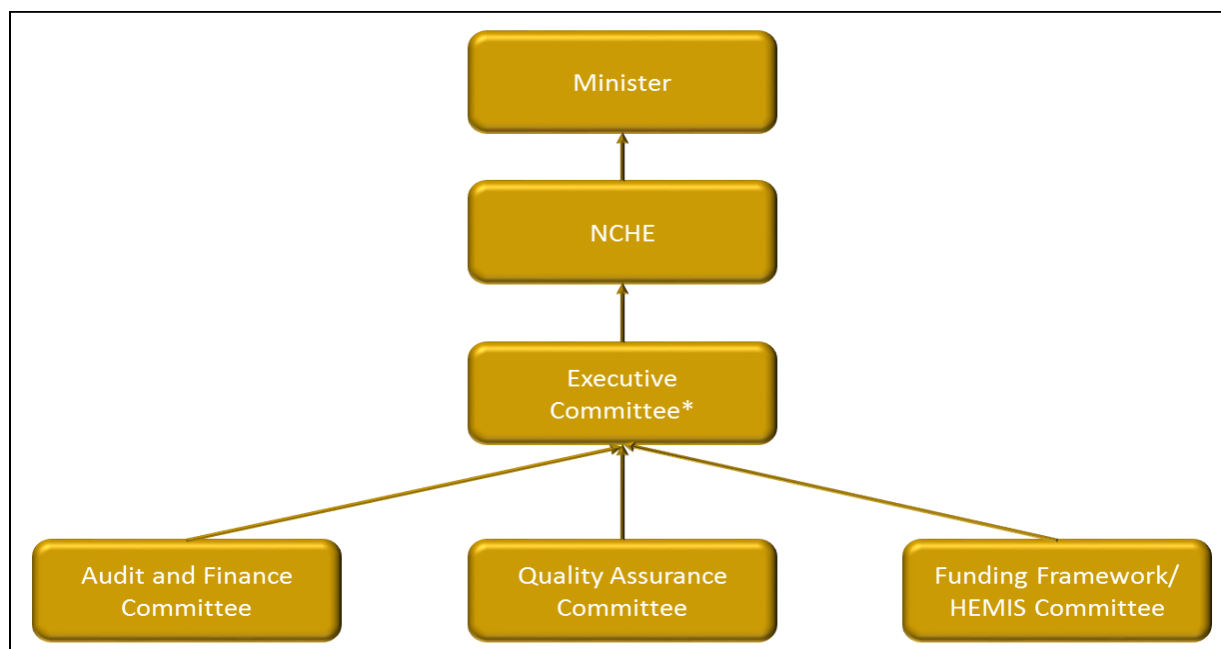 Minister
NCHE
Executive
Committee*
Audit and Finance
Committee
Quality Assurance
Committee
Funding Framework/
HEMIS Committee